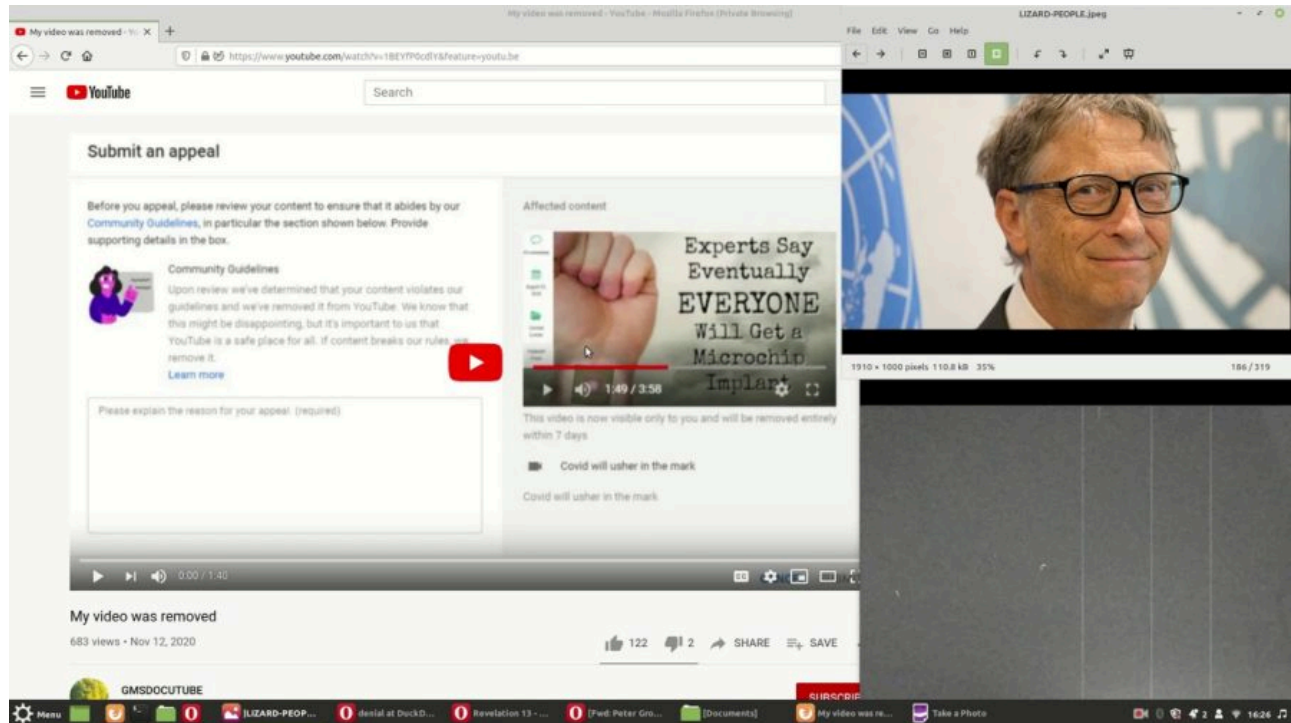 My video was removed - YouTube - Mozilla Firefox (Private Browsing)
My video was removed - Yo
youtube.com
YouTube
Search
Submit an appeal
Before you appeal, please review your content to ensure that it abides by our
Community Guidelines, in particular the section shown below. Provide
supporting details in the box.
Community Guidelines
Upon review we've determined that your content violates our
guidelines and we've removed it from YouTube. We know that
this might be disappointing, but it's important to us that
YouTube is a safe place for all. If content breaks our rules, we
remove it.
Learn more
Please explain the reason for your appeal. (required)
Affected content
Experts Say
Eventually
EVERYONE
Will Get a
Microchip
Implant
1:49 / 3:58
This video is now visible only to you and will be removed entirely
within 7 days
Covid will usher in the mark
Covid will usher in the mark
0:00 / 1:40
My video was removed
683 views • Nov 12, 2020
122
2
SHARE
SAVE
GMSDOCUTUBE
SUBSCRIBE
LIZARD-PEOPLE.jpeg
File Edit View Go Help
1910 × 1000 pixels 110.8 kB 35%
186 / 319
Menu
[LIZARD-PEOP...
denial at DuckD...
Revelation 13 - ...
[Fwd: Peter Gro...
[Documents]
My video was re...
Take a Photo
2
16:26